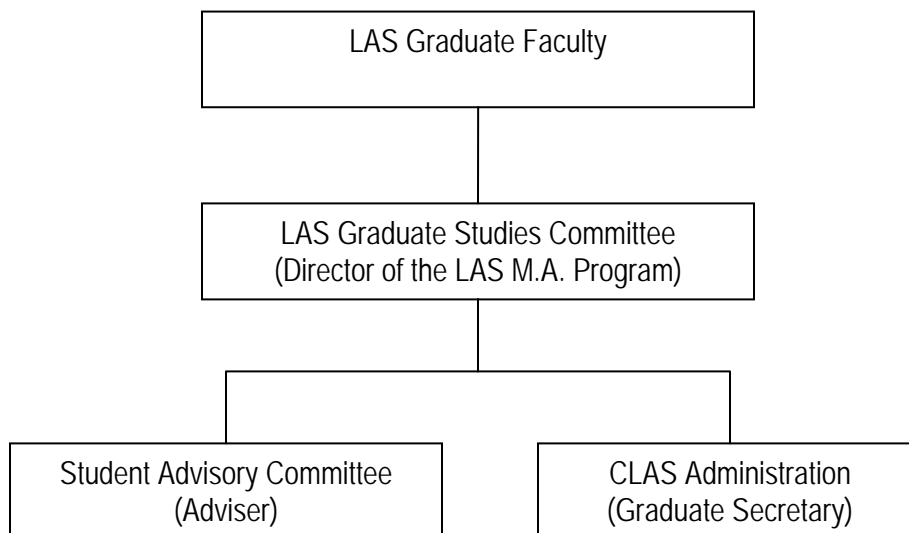 LAS Graduate Faculty
LAS Graduate Studies Committee
(Director of the LAS M.A. Program)
Student Advisory Committee
(Adviser)
CLAS Administration
(Graduate Secretary)